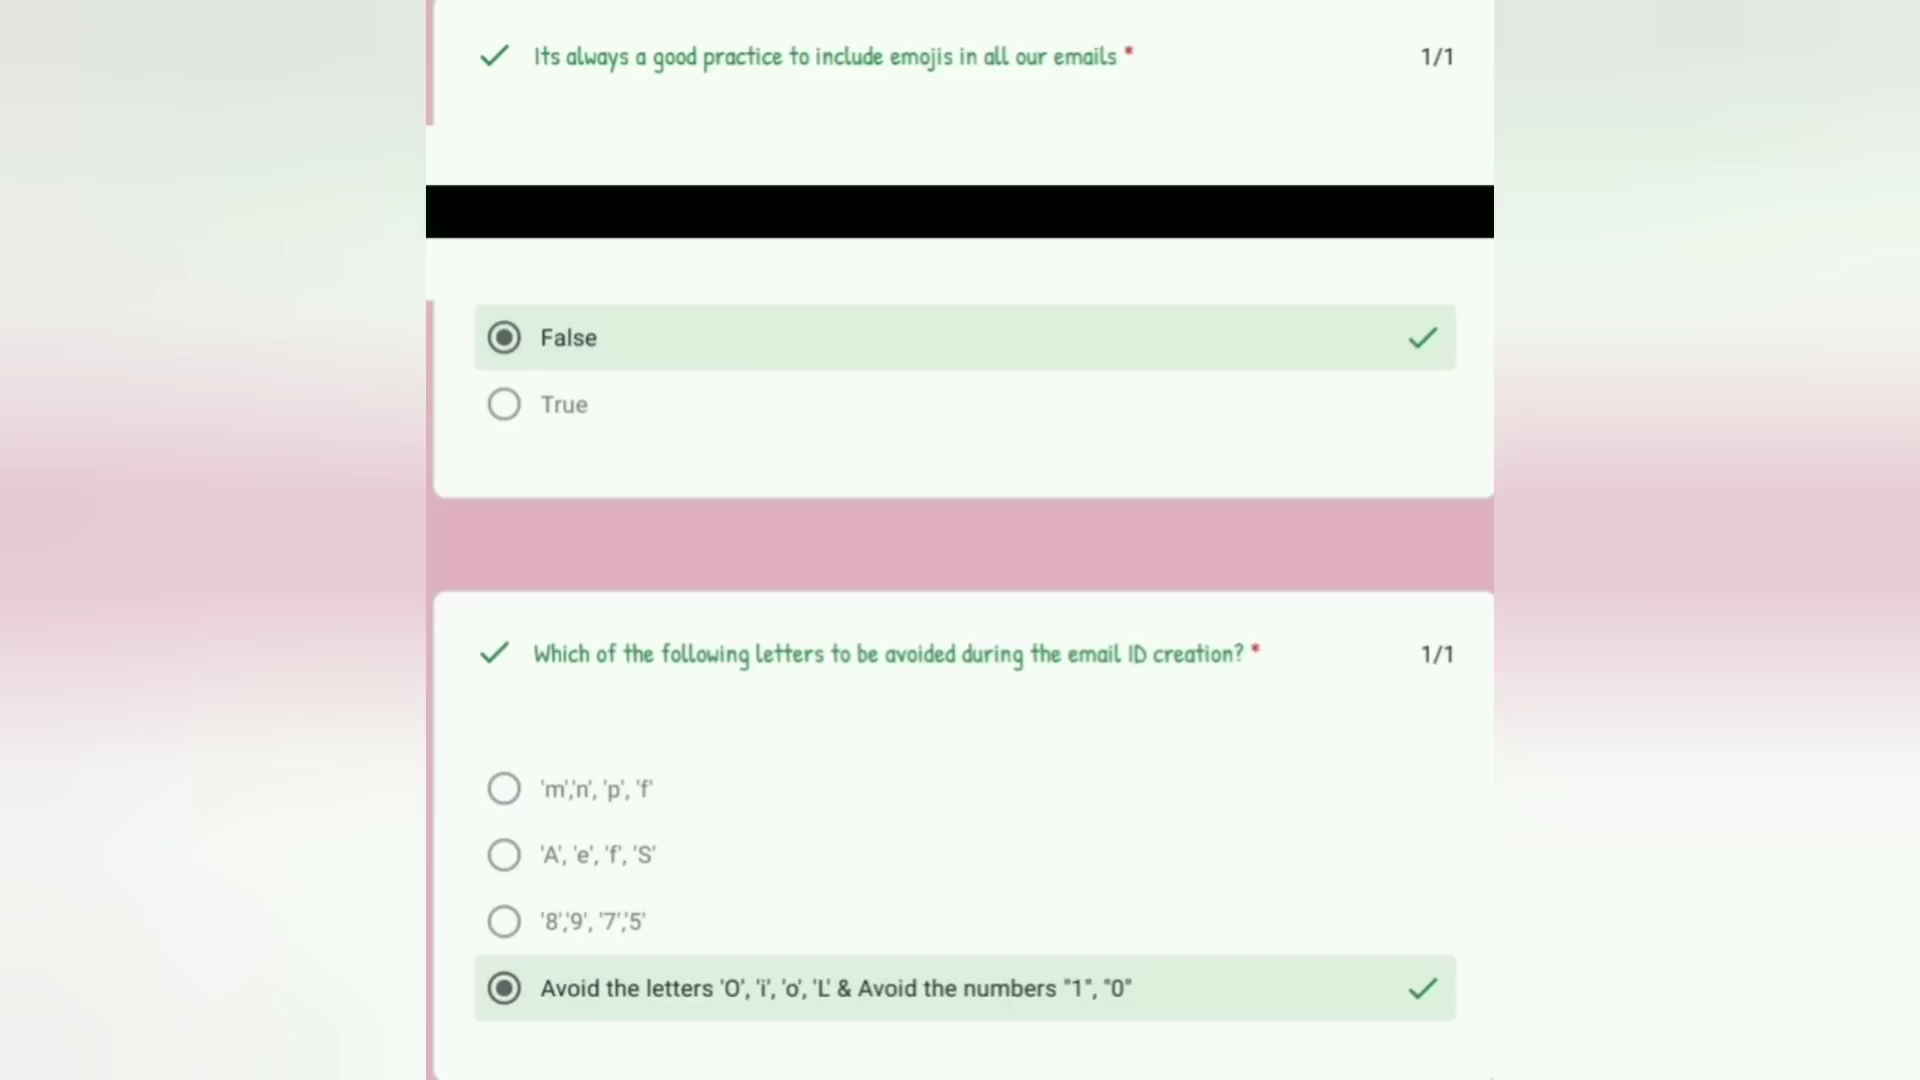 Its always a good practice to include emojis in all our emails * 1/1
False
True
Which of the following letters to be avoided during the email ID creation? * 1/1
'm','n', 'p', 'f'
'A', 'e', 'f', 'S'
'8','9', '7','5'
Avoid the letters 'O', 'i', 'o', 'L' & Avoid the numbers "1", "0"